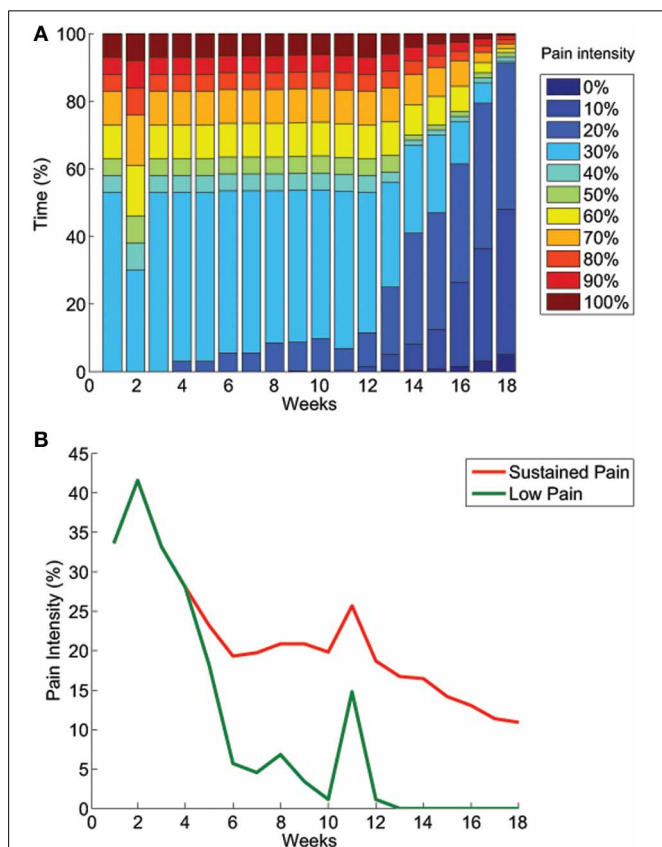 A
100
80
60
40
20
0
Time (%)
0 2 4 6 8 10 12 14 16 18
Weeks
Pain intensity
0%
10%
20%
30%
40%
50%
60%
70%
80%
90%
100%
B
45
40
35
30
25
20
15
10
5
0
Pain Intensity (%)
0 2 4 6 8 10 12 14 16 18
Weeks
Sustained Pain
Low Pain